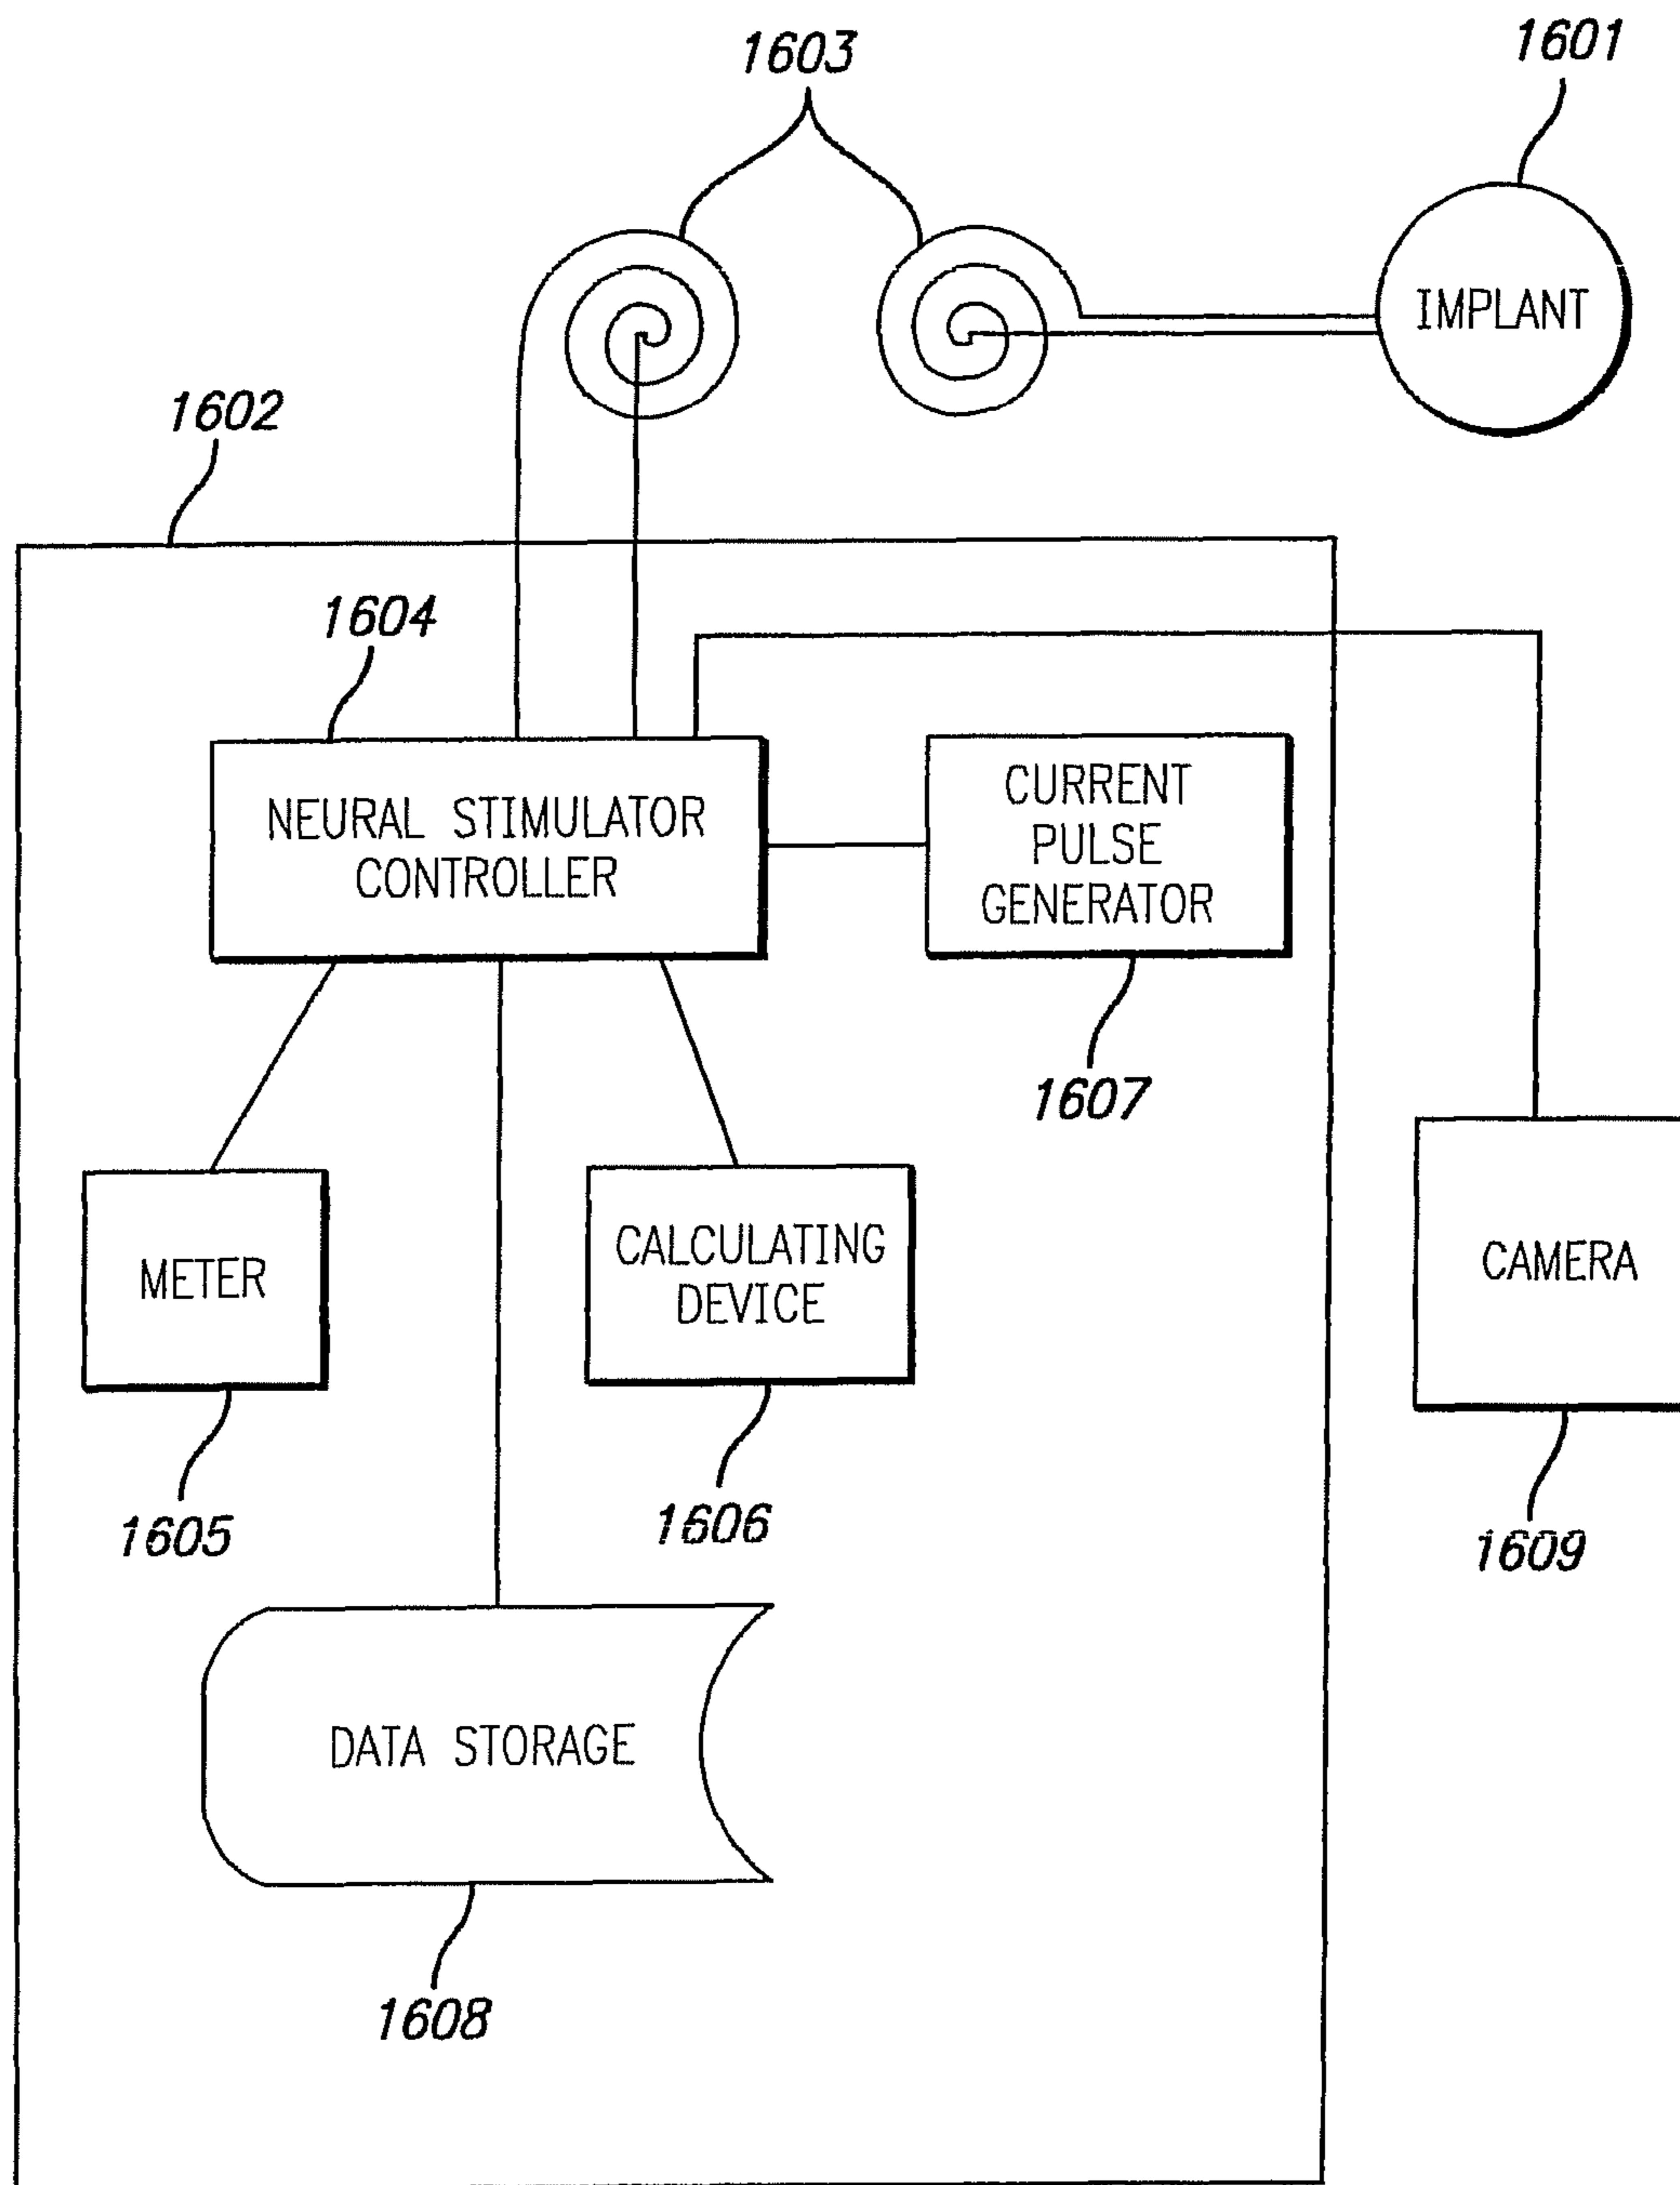 1603
1601
IMPLANT
1602
1604
NEURAL STIMULATOR
CONTROLLER
CURRENT
PULSE
GENERATOR
1607
METER
CALCULATING
DEVICE
CAMERA
1605
1606
1609
DATA STORAGE
1608